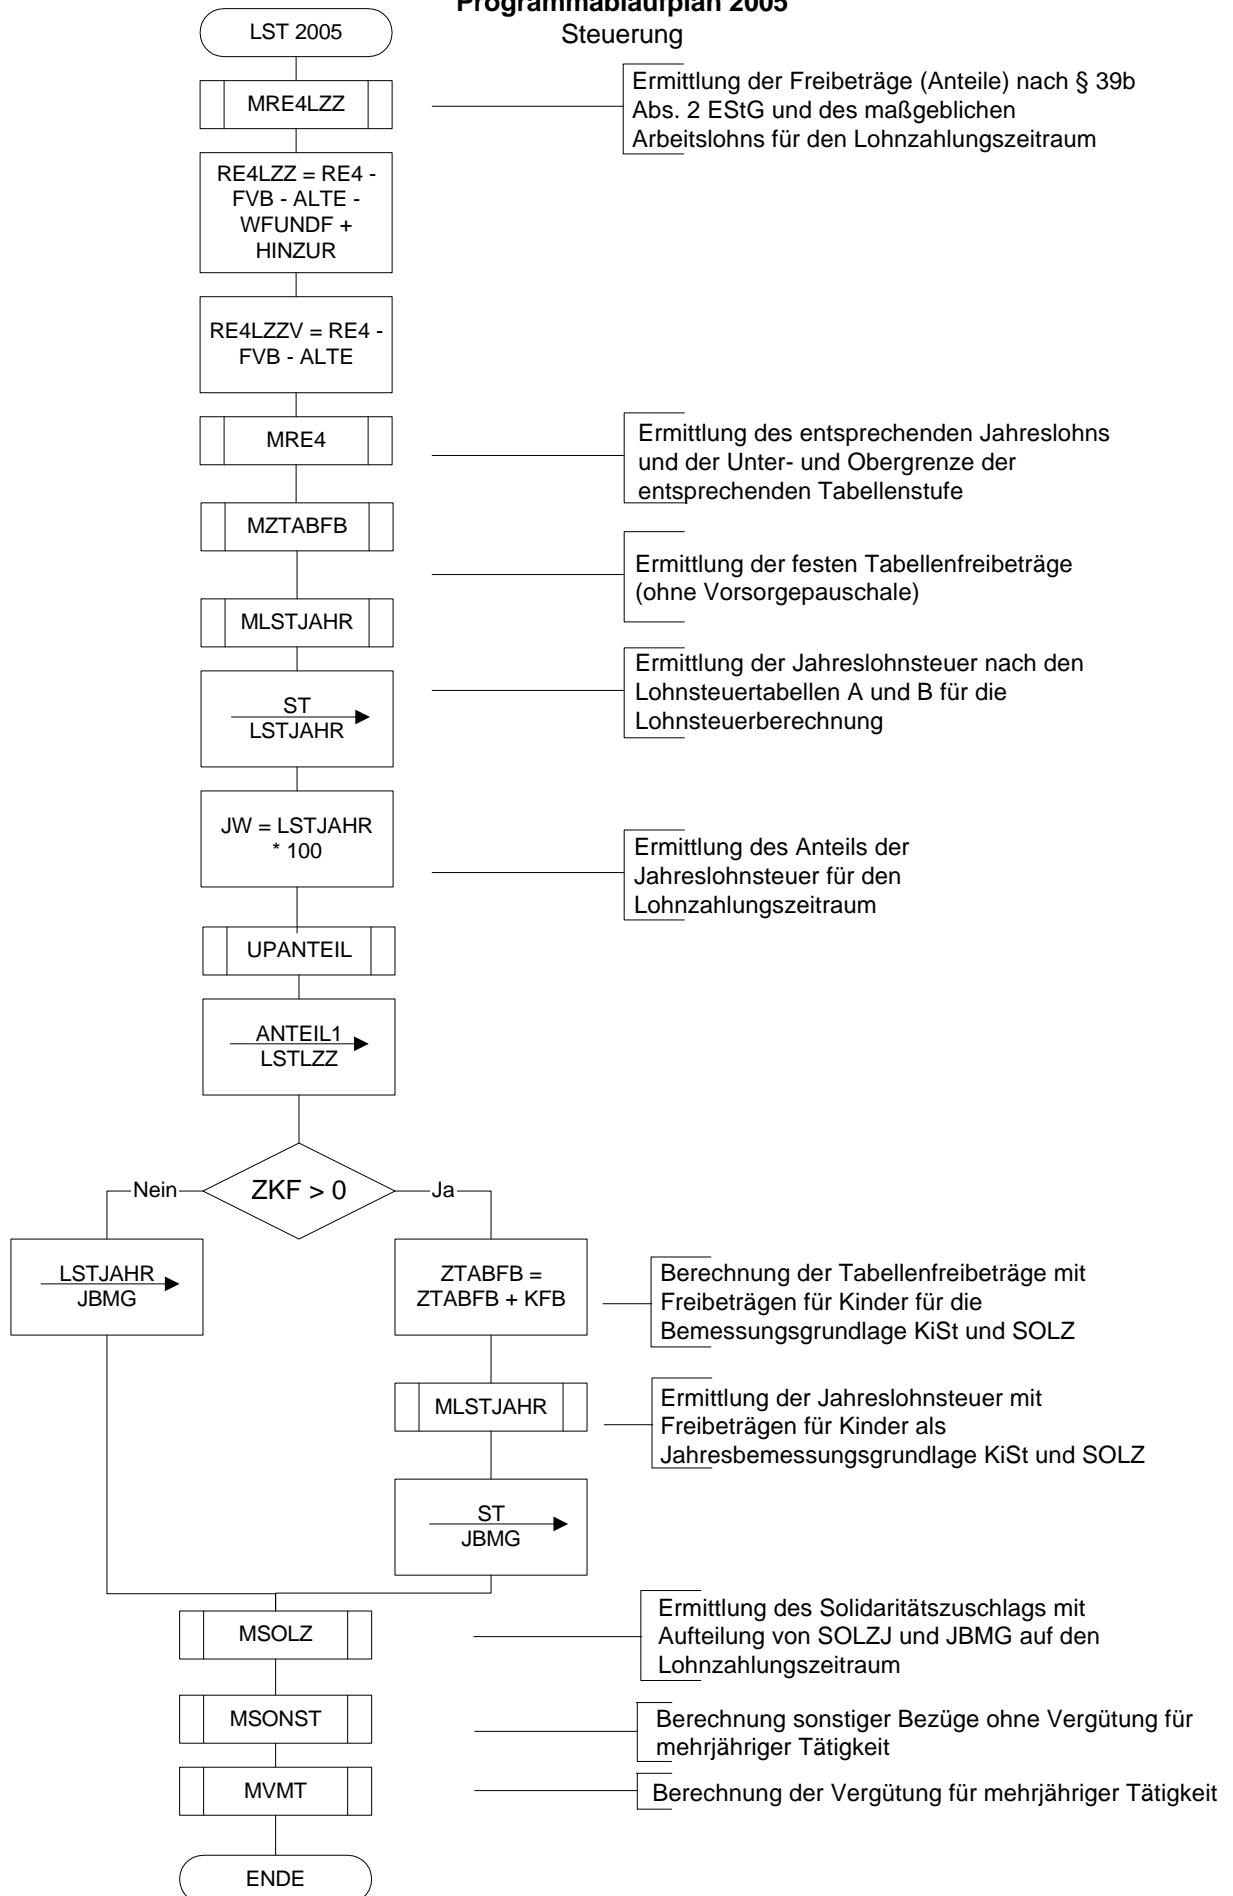 Programmablaufplan 2005
Steuerung
LST 2005
MRE4LZZ
Ermittlung der Freibeträge (Anteile) nach § 39b
Abs. 2 EStG und des maßgeblichen
Arbeitslohns für den Lohnzahlungszeitraum
RE4LZZ = RE4 -
FVB - ALTE -
WFUNDF +
HINZUR
RE4LZZV = RE4 -
FVB - ALTE
MRE4
Ermittlung des entsprechenden Jahreslohns
und der Unter- und Obergrenze der
entsprechenden Tabellenstufe
MZTABFB
Ermittlung der festen Tabellenfreibeträge
(ohne Vorsorgepauschale)
MLSTJAHR
Ermittlung der Jahreslohnsteuer nach den
Lohnsteuertabellen A und B für die
Lohnsteuerberechnung
ST
LSTJAHR
JW = LSTJAHR
* 100
Ermittlung des Anteils der
Jahreslohnsteuer für den
Lohnzahlungszeitraum
UPANTEIL
ANTEIL1
LSTLZZ
Nein
ZKF > 0
Ja
LSTJAHR
JBMG
ZTABFB =
ZTABFB + KFB
Berechnung der Tabellenfreibeträge mit
Freibeträgen für Kinder für die
Bemessungsgrundlage KiSt und SOLZ
MLSTJAHR
Ermittlung der Jahreslohnsteuer mit
Freibeträgen für Kinder als
Jahresbemessungsgrundlage KiSt und SOLZ
ST
JBMG
MSOLZ
Ermittlung des Solidaritätszuschlags mit
Aufteilung von SOLZJ und JBMG auf den
Lohnzahlungszeitraum
MSONST
Berechnung sonstiger Bezüge ohne Vergütung für
mehrjähriger Tätigkeit
MVMT
Berechnung der Vergütung für mehrjähriger Tätigkeit
ENDE